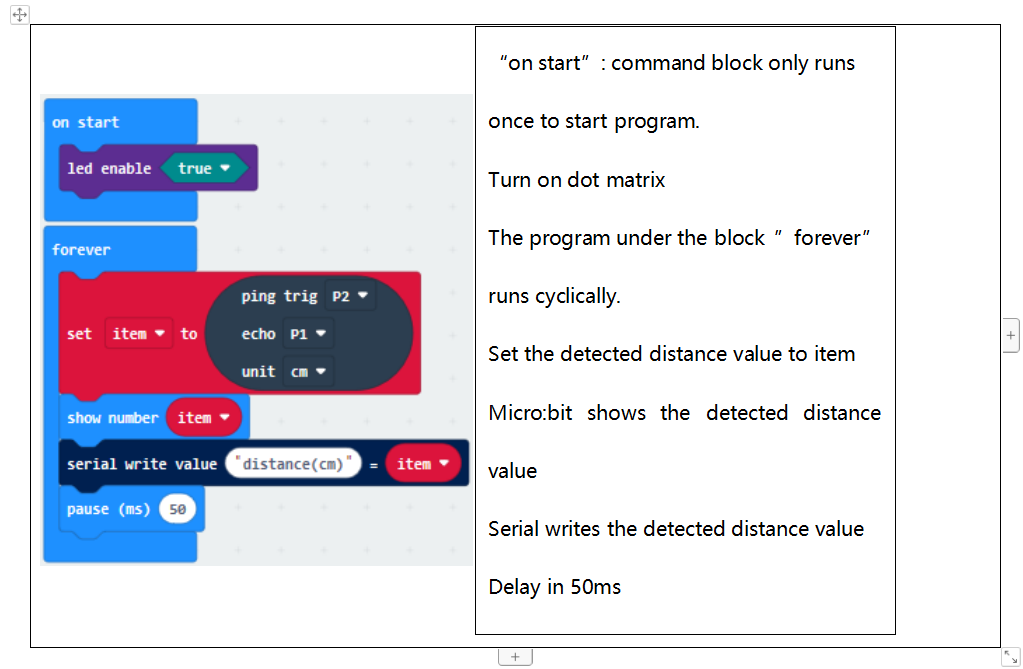 on start
led enable true
forever
set item to ping trig P2
echo P1
unit cm
show number item
serial write value "distance(cm)" = item
pause (ms) 50
“on start”: command block only runs
once to start program.
Turn on dot matrix
The program under the block ”forever”
runs cyclically.
Set the detected distance value to item
Micro:bit shows the detected distance
value
Serial writes the detected distance value
Delay in 50ms